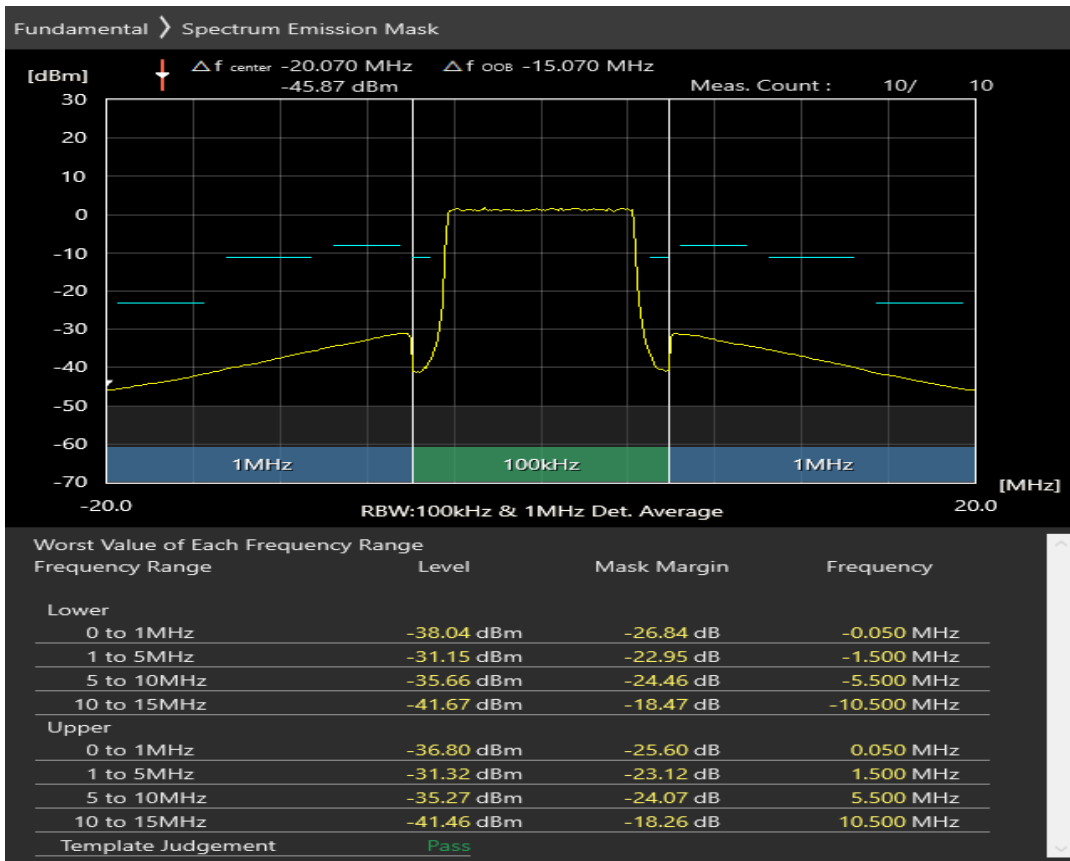 Fundamental ❭ Spectrum Emission Mask
[dBm] Δf center -20.070 MHz Δf OOB -15.070 MHz
-45.87 dBm Meas. Count : 10/ 10
30
20
10
0
-10
-20
-30
-40
-50
-60
1MHz 100kHz 1MHz
-70
[MHz]
-20.0 RBW:100kHz & 1MHz Det. Average 20.0
Worst Value of Each Frequency Range
Frequency Range Level Mask Margin Frequency
Lower
0 to 1MHz -38.04 dBm -26.84 dB -0.050 MHz
1 to 5MHz -31.15 dBm -22.95 dB -1.500 MHz
5 to 10MHz -35.66 dBm -24.46 dB -5.500 MHz
10 to 15MHz -41.67 dBm -18.47 dB -10.500 MHz
Upper
0 to 1MHz -36.80 dBm -25.60 dB 0.050 MHz
1 to 5MHz -31.32 dBm -23.12 dB 1.500 MHz
5 to 10MHz -35.27 dBm -24.07 dB 5.500 MHz
10 to 15MHz -41.46 dBm -18.26 dB 10.500 MHz
Template Judgement Pass